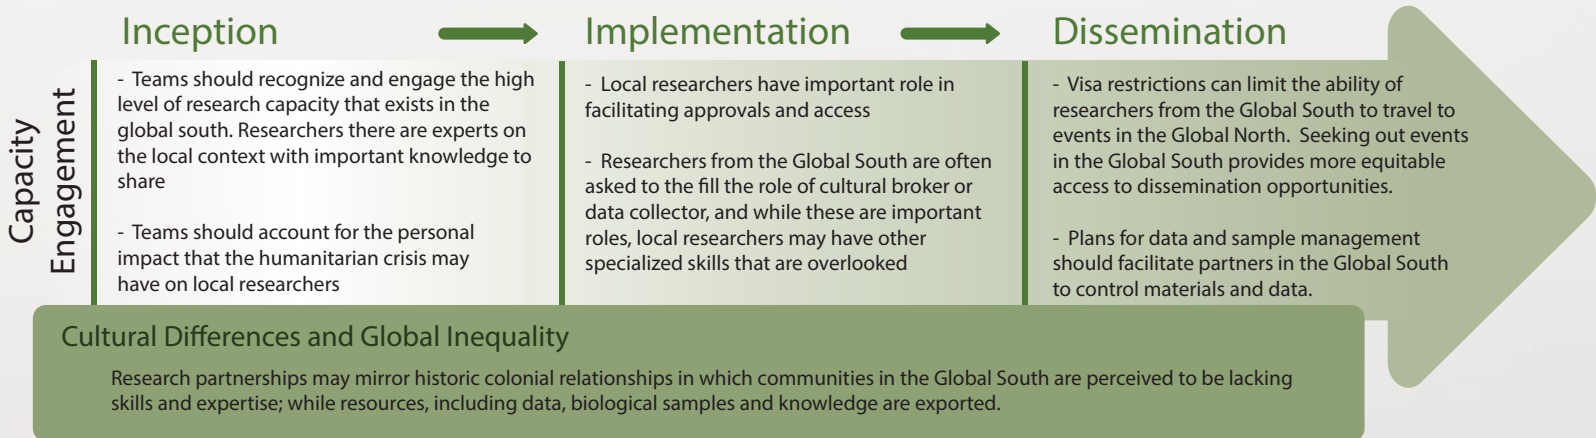 Inception
Implementation
Dissemination
Capacity
Engagement
- Teams should recognize and engage the high
level of research capacity that exists in the
global south. Researchers there are experts on
the local context with important knowledge to
share
- Teams should account for the personal
impact that the humanitarian crisis may
have on local researchers
- Local researchers have important role in
facilitating approvals and access
- Researchers from the Global South are often
asked to the fill the role of cultural broker or
data collector, and while these are important
roles, local researchers may have other
specialized skills that are overlooked
- Visa restrictions can limit the ability of
researchers from the Global South to travel to
events in the Global North.  Seeking out events
in the Global South provides more equitable
access to dissemination opportunities.
- Plans for data and sample management
should facilitate partners in the Global South
to control materials and data.
Cultural Differences and Global Inequality
Research partnerships may mirror historic colonial relationships in which communities in the Global South are perceived to be lacking
skills and expertise; while resources, including data, biological samples and knowledge are exported.